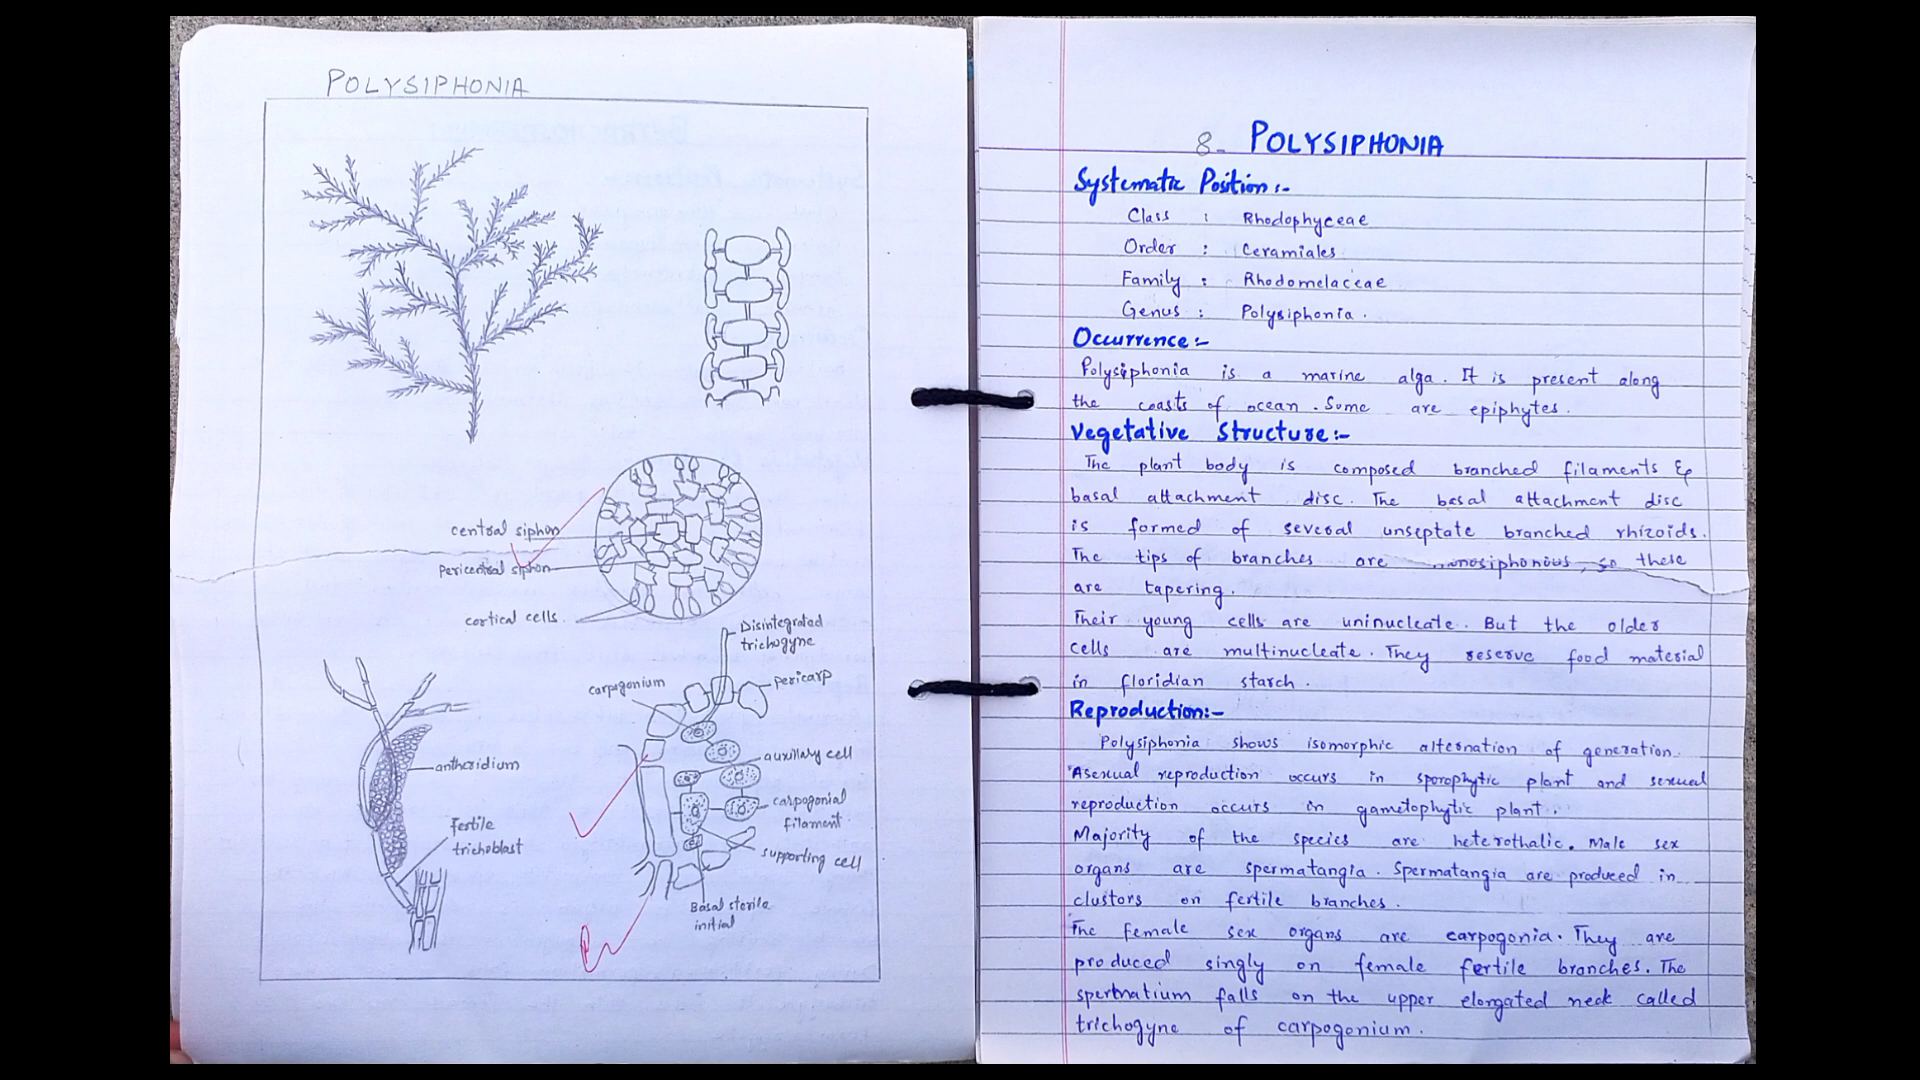 POLYSIPHONIA
central siphon
Pericentral siphon
cortical cells.
Disintegrated
trichogyne
carpogonium
pericarp
auxillary cell
carpogonial
filament
supporting cell
Basal sterile
initial
antheridium
Fertile
trichoblast
8- POLYSIPHONIA
Systematic Position:-
Class : Rhodophyceae
Order : Ceramiales
Family : Rhodomelaceae
Genus : Polysiphonia.
Occurrence:-
Polysiphonia is a marine alga. It is present along
the coasts of ocean. Some are epiphytes.
Vegetative Structure:-
The plant body is composed branched filaments &
basal attachment disc. The basal attachment disc
is formed of several unseptate branched rhizoids.
The tips of branches are monosiphonous, so these
are tapering.
Their young cells are uninucleate. But the older
cells are multinucleate. They reserve food material
in floridian starch.
Reproduction:-
Polysiphonia shows isomorphic alternation of generation.
Asexual reproduction occurs in sporophytic plant and sexual
reproduction occurs in gametophytic plant.
Majority of the species are heterothalic. Male sex
organs are spermatangia. Spermatangia are produced in
clustors on fertile branches.
The female sex organs are carpogonia. They are
produced singly on female fertile branches. The
spermatium falls on the upper elongated neck called
trichogyne of carpogonium.